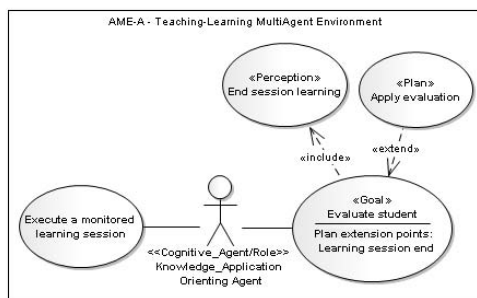 AME-A - Teaching-Learning MultiAgent Environment
«Perception»
End session learning
«Plan»
Apply evaluation
«include»
«extend»
«Goal»
Evaluate student
Plan extension points:
Learning session end
Execute a monitored
learning session
<<Cognitive_Agent/Role>>
Knowledge_Application
Orienting Agent